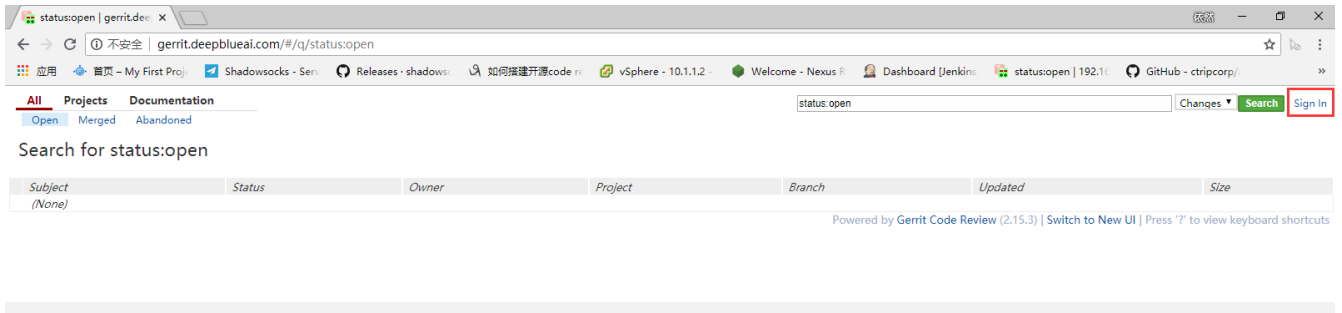 status:open | gerrit.dee
依然
不安全 | gerrit.deepblueai.com/#/q/status:open
应用 首页 – My First Proj Shadowsocks - Serv Releases · shadowso 如何搭建开源code re vSphere - 10.1.1.2 - Welcome - Nexus R Dashboard [Jenkins status:open | 192.16 GitHub - ctripcorp/a »
All Projects Documentation status:open Changes Search Sign In
Open Merged Abandoned
Search for status:open
Subject Status Owner Project Branch Updated Size
(None)
Powered by Gerrit Code Review (2.15.3) | Switch to New UI | Press '?' to view keyboard shortcuts